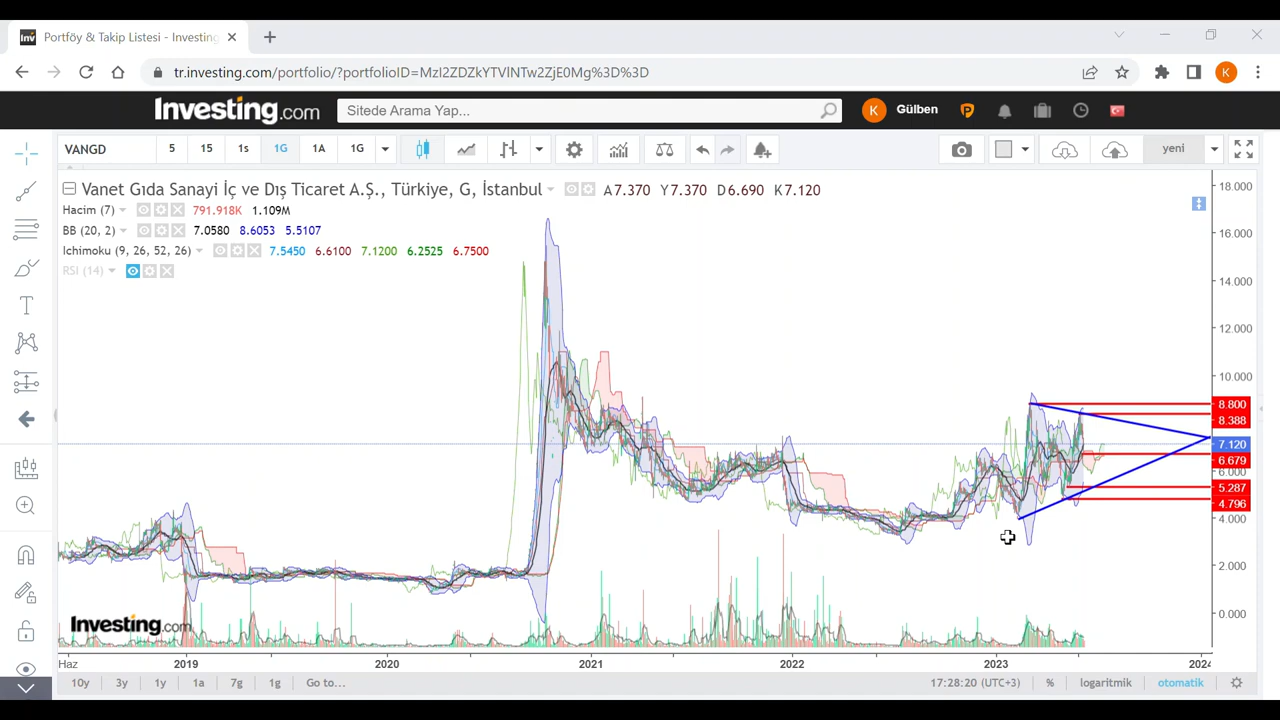 Portföy & Takip Listesi - Investing
tr.investing.com/portfolio/?portfolioID=MzI2ZDZkYTVlNTw2ZjE0Mg%3D%3D
K
Investing.com
Sitede Arama Yap...
K
Gülben
VANGD
5
15
1s
1G
1A
1G
yeni
Vanet Gıda Sanayi İç ve Dış Ticaret A.Ş., Türkiye, G, İstanbul
A7.370 Y7.370 D6.690 K7.120
Hacim (7) 791.918K 1.109M
BB (20, 2) 7.0580 8.6053 5.5107
Ichimoku (9, 26, 52, 26) 7.5450 6.6100 7.1200 6.2525 6.7500
RSI (14)
18.000
16.000
14.000
12.000
10.000
8.800
8.388
7.120
6.679
6.000
5.287
4.796
4.000
2.000
0.000
Investing.com
Haz
2019
2020
2021
2022
2023
2024
10y
3y
1y
1a
7g
1g
Go to...
17:28:20 (UTC+3)
%
logaritmik
otomatik